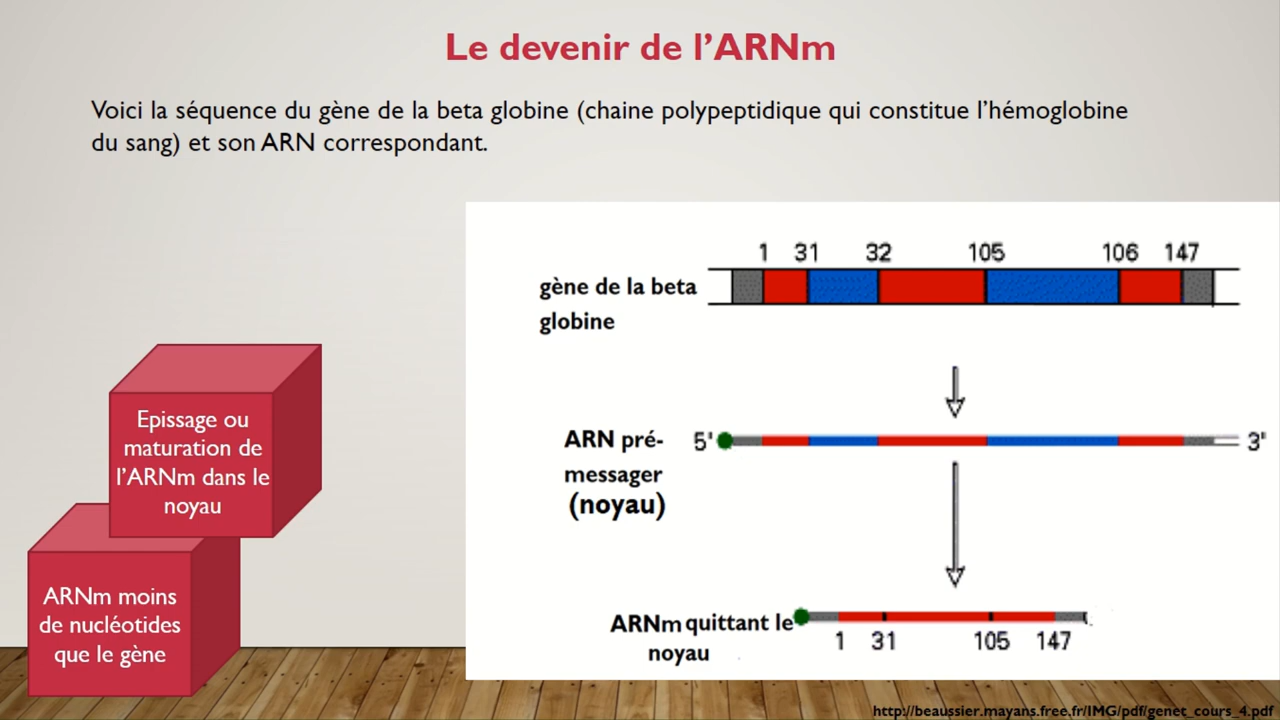 Le devenir de l’ARNm
Voici la séquence du gène de la beta globine (chaine polypeptidique qui constitue l’hémoglobine
du sang) et son ARN correspondant.
1 31 32 105 106 147
gène de la beta
globine
ARN pré-
messager
(noyau)
5' 3'
ARNm quittant le
noyau
1 31 105 147
Epissage ou
maturation de
l’ARNm dans le
noyau
ARNm moins
de nucléotides
que le gène
http://beaussier.mayans.free.fr/IMG/pdf/genet_cours_4.pdf